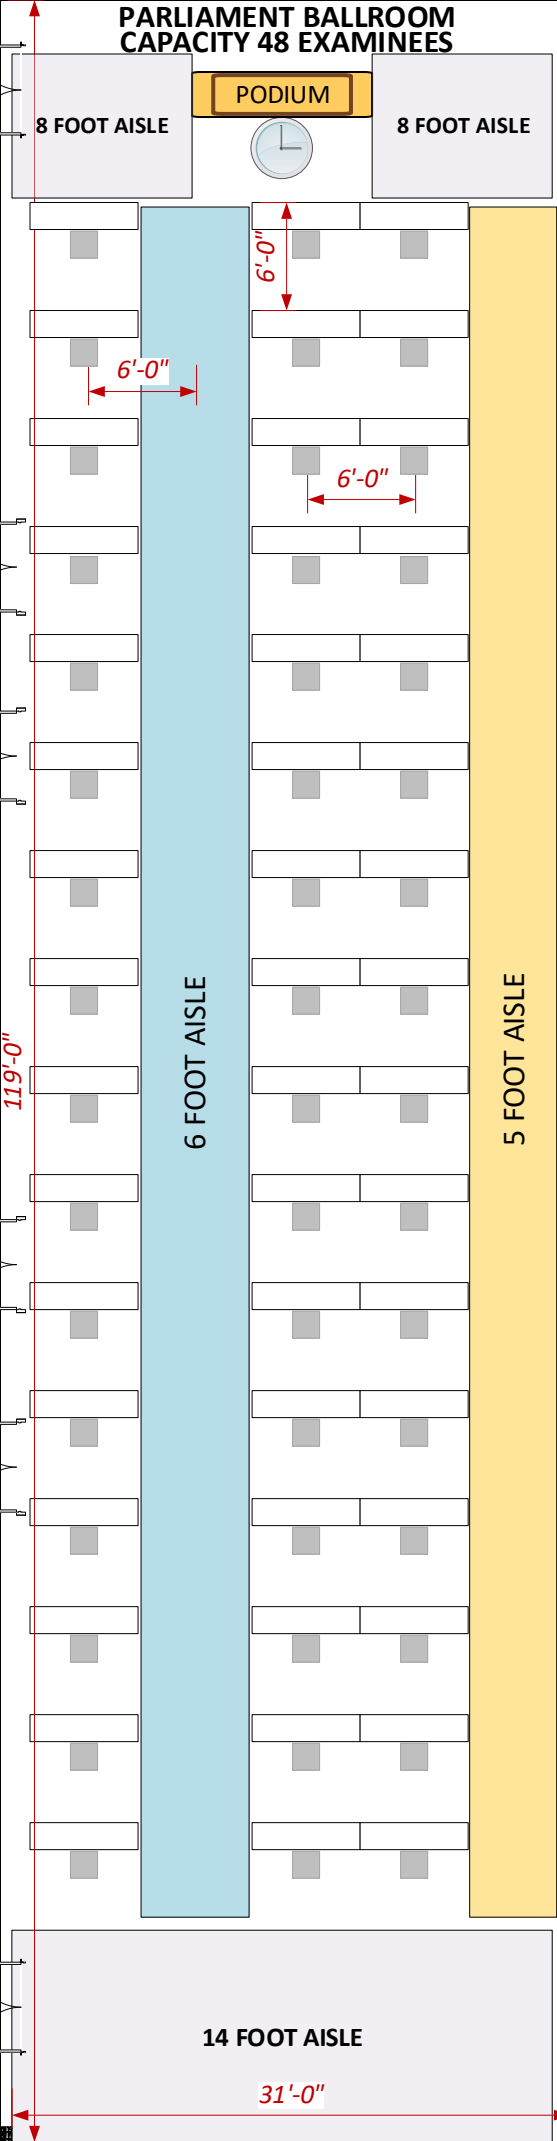 PARLIAMENT BALLROOM
CAPACITY 48 EXAMINEES
PODIUM
8 FOOT AISLE
8 FOOT AISLE
6'-0"
6'-0"
6'-0"
6 FOOT AISLE
5 FOOT AISLE
119'-0"
14 FOOT AISLE
31'-0"